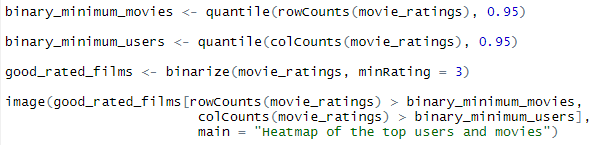 binary_minimum_movies <- quantile(rowCounts(movie_ratings), 0.95)
binary_minimum_users <- quantile(colCounts(movie_ratings), 0.95)
good_rated_films <- binarize(movie_ratings, minRating = 3)
image(good_rated_films[rowCounts(movie_ratings) > binary_minimum_movies,
colCounts(movie_ratings) > binary_minimum_users],
main = "Heatmap of the top users and movies")